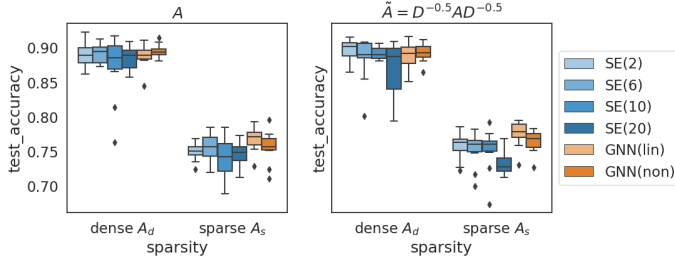 A
Ã = D^{-0.5}AD^{-0.5}
test_accuracy
0.90
0.85
0.80
0.75
0.70
dense A_d
sparse A_s
sparsity
test_accuracy
dense A_d
sparse A_s
sparsity
SE(2)
SE(6)
SE(10)
SE(20)
GNN(lin)
GNN(non)